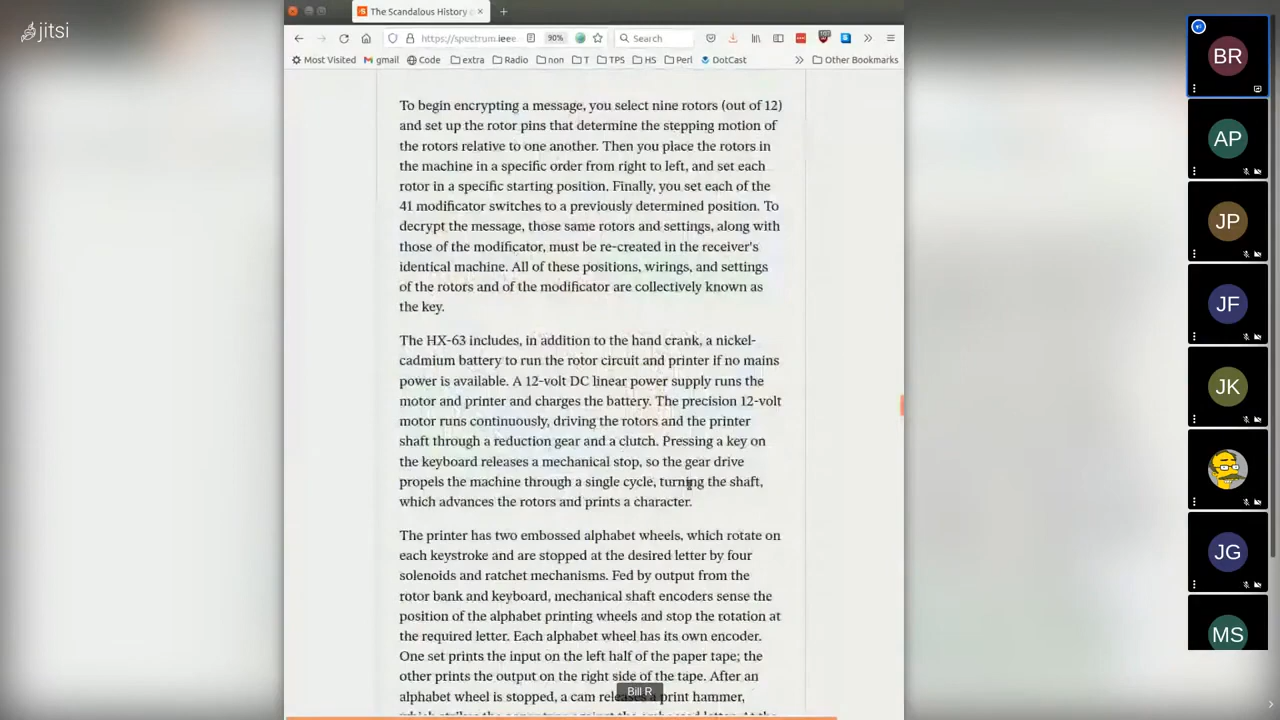 jitsi
The Scandalous History
https://spectrum.ieee
90%
Search
Most Visited gmail Code extra Radio non T TPS HS Perl DotCast Other Bookmarks
To begin encrypting a message, you select nine rotors (out of 12)
and set up the rotor pins that determine the stepping motion of
the rotors relative to one another. Then you place the rotors in
the machine in a specific order from right to left, and set each
rotor in a specific starting position. Finally, you set each of the
41 modificator switches to a previously determined position. To
decrypt the message, those same rotors and settings, along with
those of the modificator, must be re-created in the receiver's
identical machine. All of these positions, wirings, and settings
of the rotors and of the modificator are collectively known as
the key.
The HX-63 includes, in addition to the hand crank, a nickel-
cadmium battery to run the rotor circuit and printer if no mains
power is available. A 12-volt DC linear power supply runs the
motor and printer and charges the battery. The precision 12-volt
motor runs continuously, driving the rotors and the printer
shaft through a reduction gear and a clutch. Pressing a key on
the keyboard releases a mechanical stop, so the gear drive
propels the machine through a single cycle, turning the shaft,
which advances the rotors and prints a character.
The printer has two embossed alphabet wheels, which rotate on
each keystroke and are stopped at the desired letter by four
solenoids and ratchet mechanisms. Fed by output from the
rotor bank and keyboard, mechanical shaft encoders sense the
position of the alphabet printing wheels and stop the rotation at
the required letter. Each alphabet wheel has its own encoder.
One set prints the input on the left half of the paper tape; the
other prints the output on the right side of the tape. After an
alphabet wheel is stopped, a cam releases a print hammer,
Bill R
BR
AP
JP
JF
JK
JG
MS